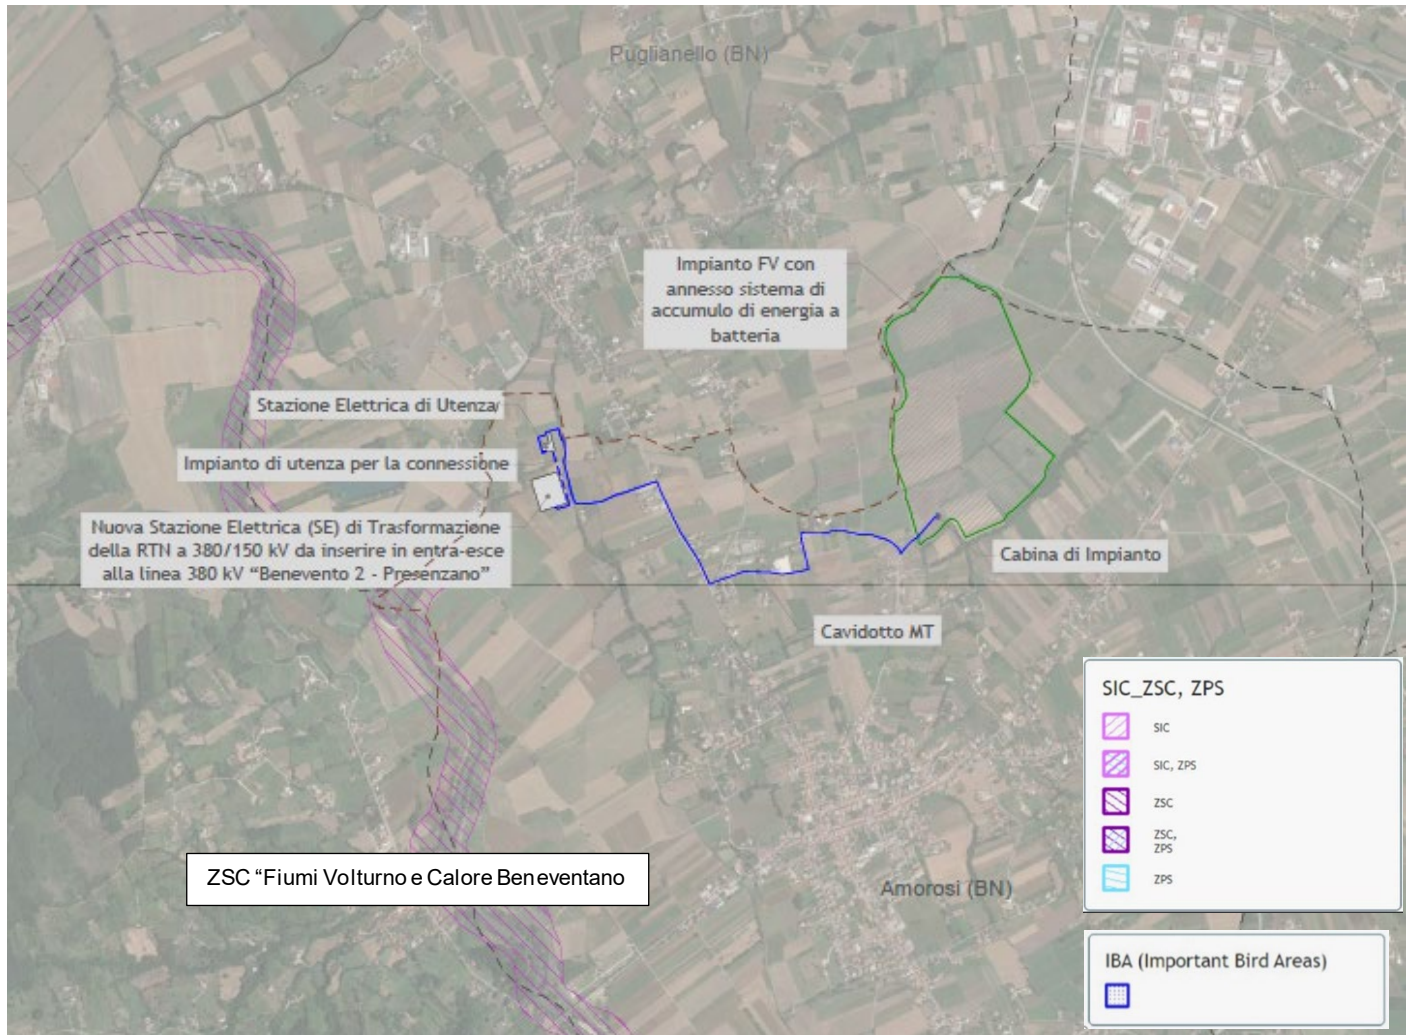 Puglianello (BN)
Impianto FV con
annesso sistema di
accumulo di energia a
batteria
Stazione Elettrica di Utenza
Impianto di utenza per la connessione
Nuova Stazione Elettrica (SE) di Trasformazione
della RTN a 380/150 kV da inserire in entra-esce
alla linea 380 kV “Benevento 2 - Presenzano”
Cabina di Impianto
Cavidotto MT
ZSC “Fiumi Volturno e Calore Beneventano
Amorosi (BN)
SIC_ZSC, ZPS
SIC
SIC, ZPS
ZSC
ZSC,
ZPS
ZPS
IBA (Important Bird Areas)